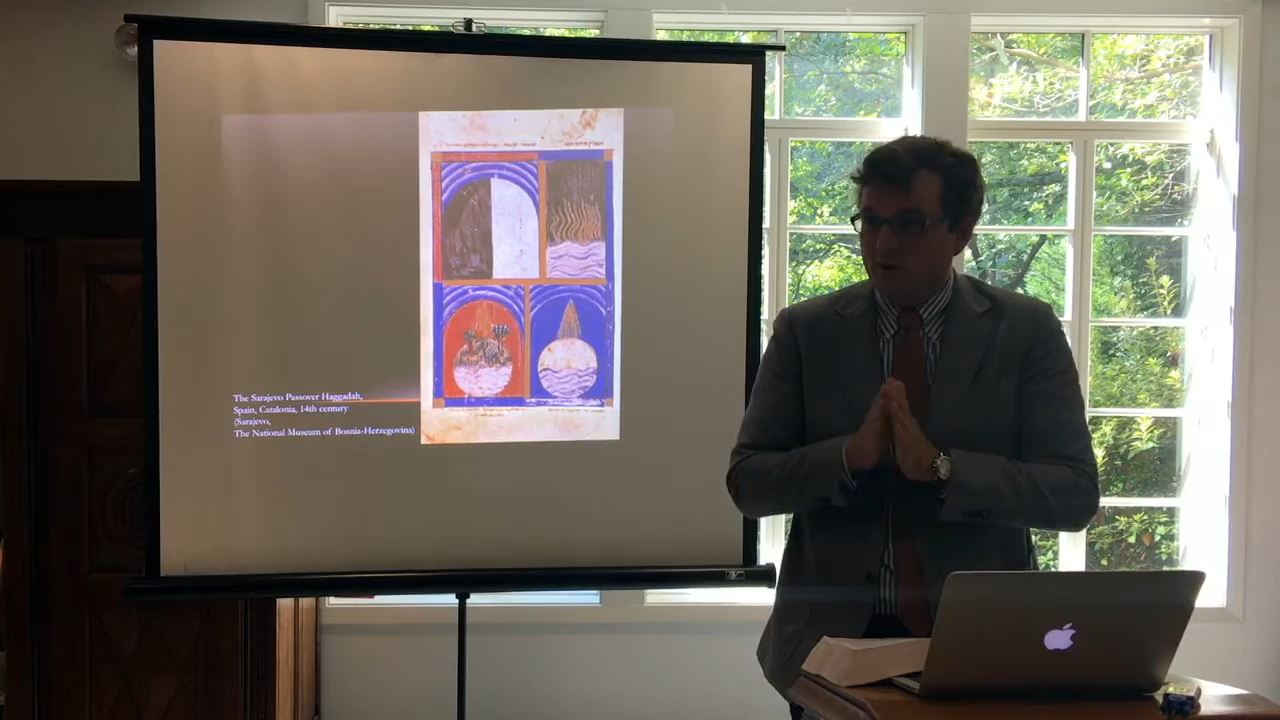 The Sarajevo Passover Haggadah,
Spain, Catalonia, 14th century
(Sarajevo,
The National Museum of Bosnia-Herzegovina)